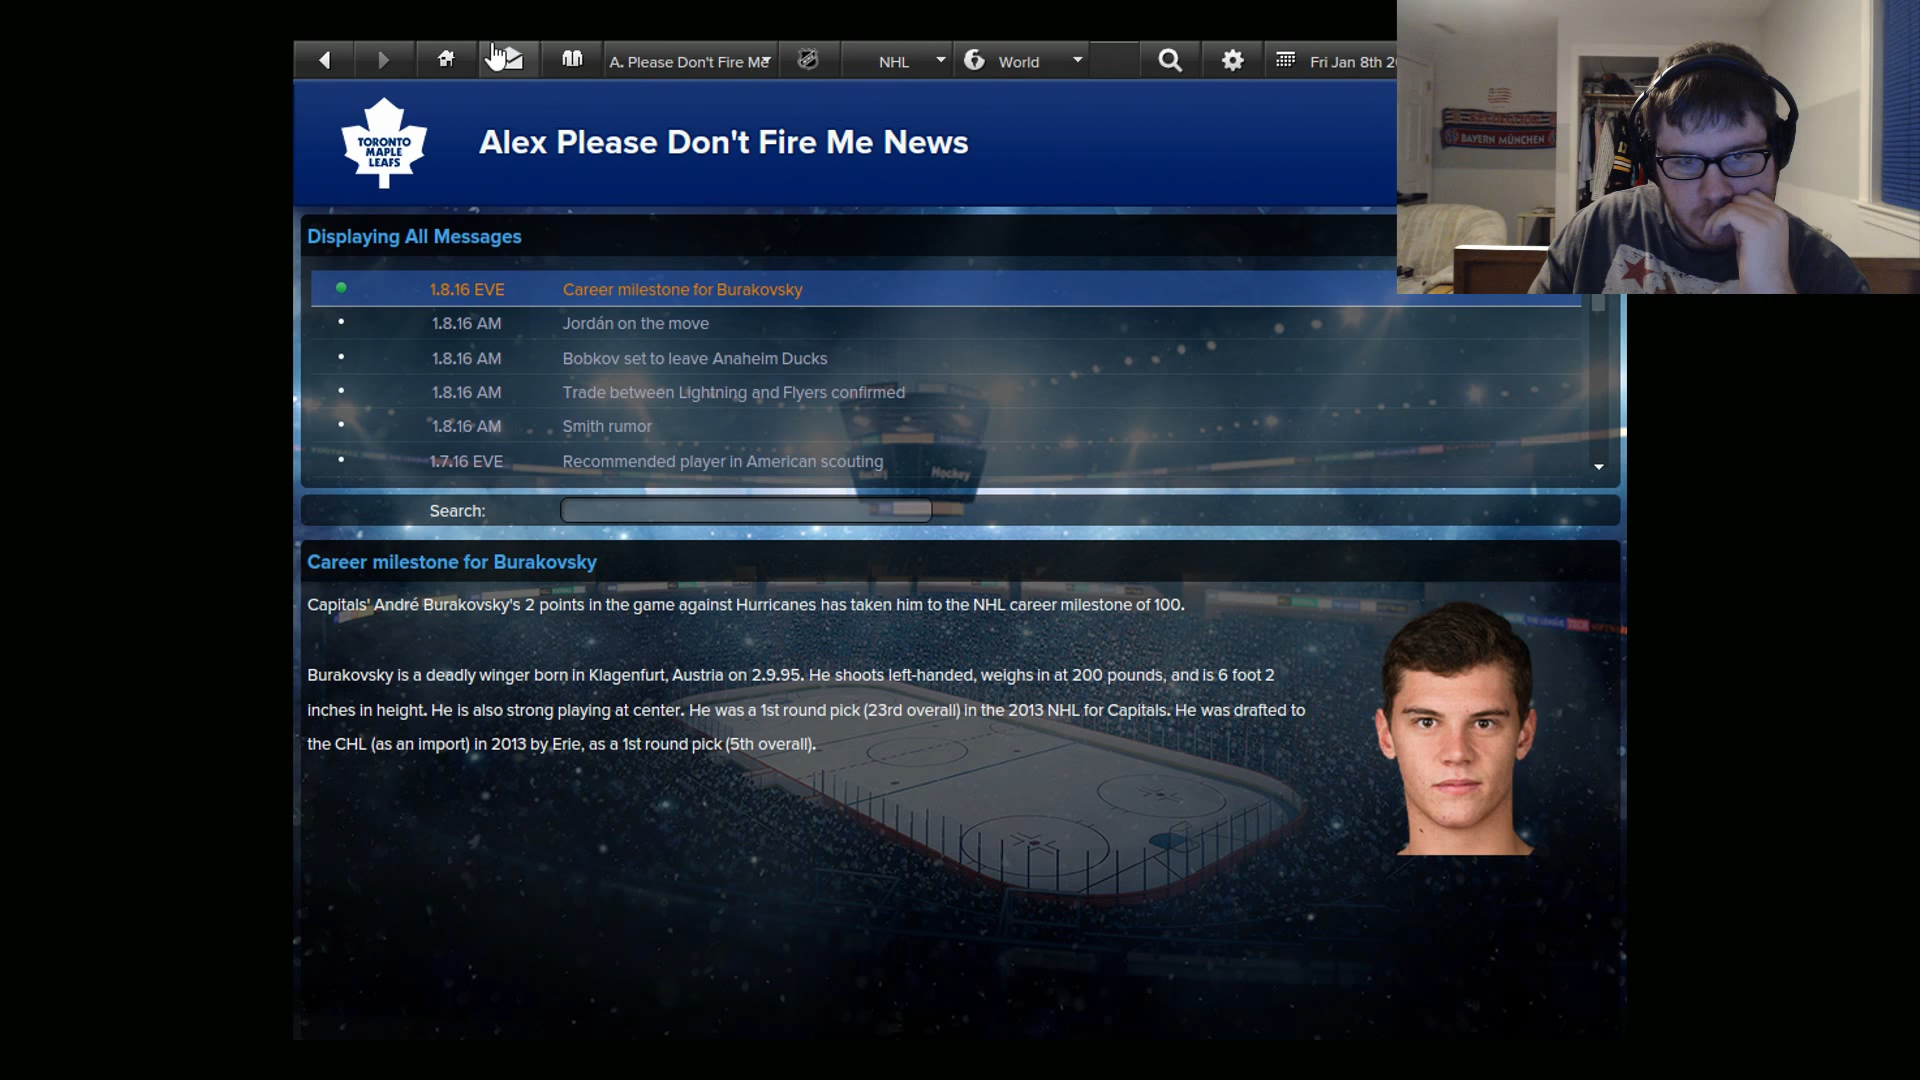 A. Please Don't Fire Me
NHL
World
Fri Jan 8th 2
BAYERN MÜNCHEN
TORONTO
MAPLE
LEAFS
Alex Please Don't Fire Me News
Displaying All Messages
1.8.16 EVE Career milestone for Burakovsky
1.8.16 AM Jordán on the move
1.8.16 AM Bobkov set to leave Anaheim Ducks
1.8.16 AM Trade between Lightning and Flyers confirmed
1.8.16 AM Smith rumor
1.7.16 EVE Recommended player in American scouting
Hockey
Search:
Career milestone for Burakovsky
Capitals' André Burakovsky's 2 points in the game against Hurricanes has taken him to the NHL career milestone of 100.
Burakovsky is a deadly winger born in Klagenfurt, Austria on 2.9.95. He shoots left-handed, weighs in at 200 pounds, and is 6 foot 2
inches in height. He is also strong playing at center. He was a 1st round pick (23rd overall) in the 2013 NHL for Capitals. He was drafted to
the CHL (as an import) in 2013 by Erie, as a 1st round pick (5th overall).